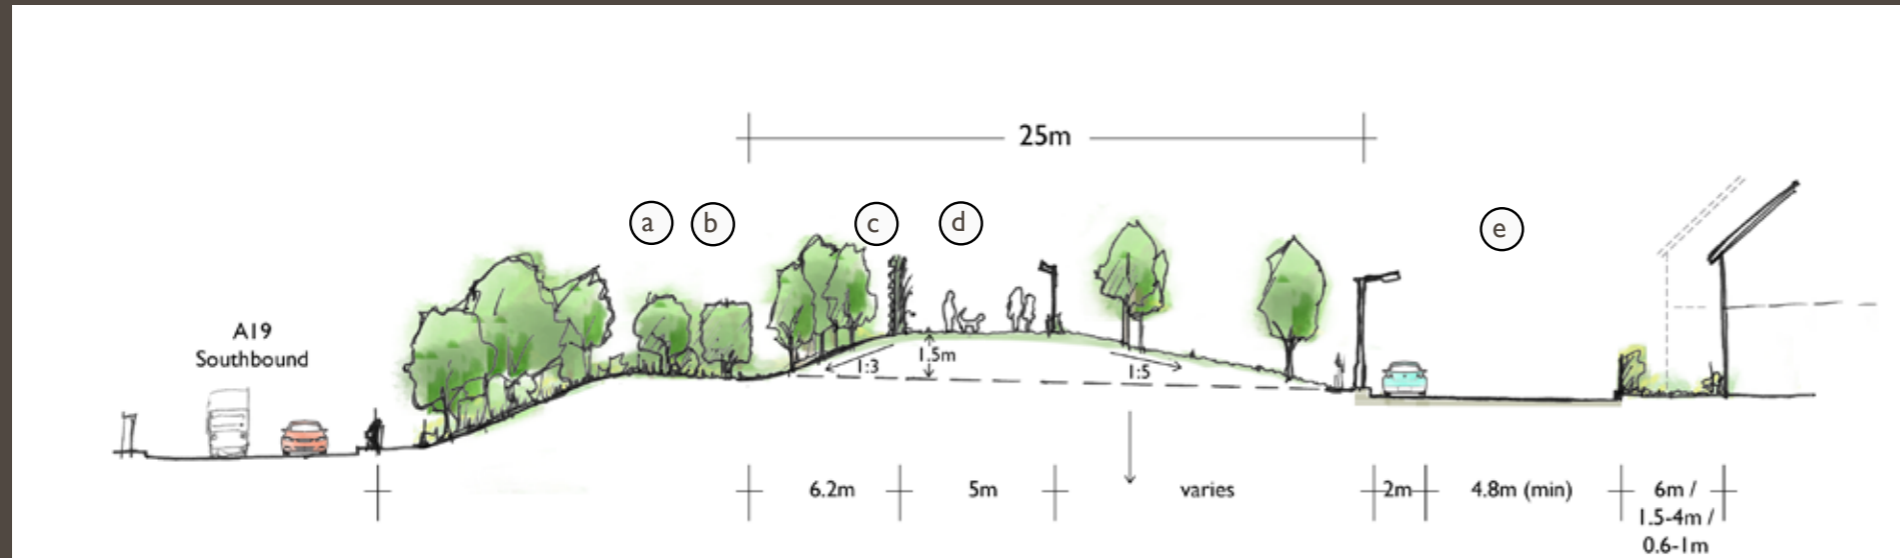 25m
a
b
c
d
e
A19
Southbound
1:3
1.5m
1:5
6.2m
5m
varies
2m
4.8m (min)
6m /
1.5-4m /
0.6-1m